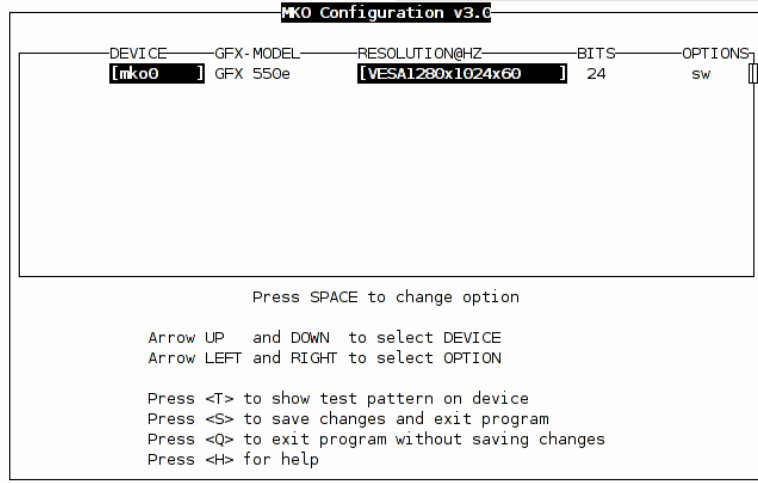 MKO Configuration v3.0
DEVICE GFX-MODEL RESOLUTION@HZ BITS OPTIONS
[mko0 ] GFX 550e [VESA1280x1024x60 ] 24 sw
Press SPACE to change option
Arrow UP and DOWN to select DEVICE
Arrow LEFT and RIGHT to select OPTION
Press <T> to show test pattern on device
Press <S> to save changes and exit program
Press <Q> to exit program without saving changes
Press <H> for help